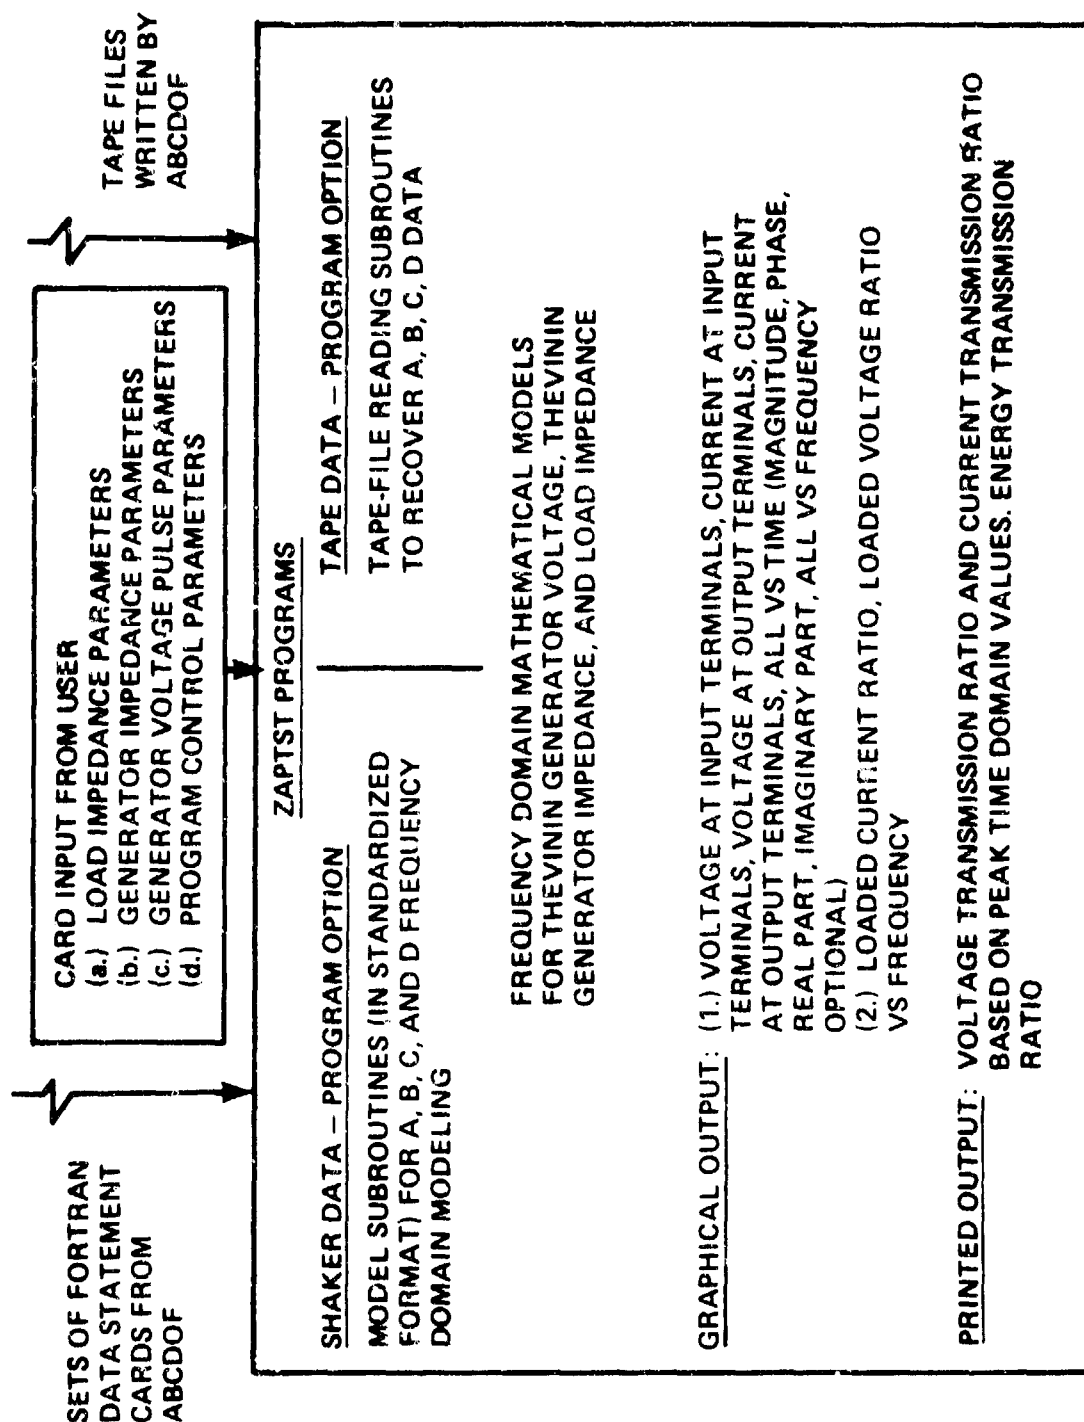 SETS OF FORTRAN
DATA STATEMENT
CARDS FROM
ABCDOF
CARD INPUT FROM USER
(a.) LOAD IMPEDANCE PARAMETERS
(b.) GENERATOR IMPEDANCE PARAMETERS
(c.) GENERATOR VOLTAGE PULSE PARAMETERS
(d.) PROGRAM CONTROL PARAMETERS
TAPE FILES
WRITTEN BY
ABCDOF
ZAPTST PROGRAMS
SHAKER DATA – PROGRAM OPTION
MODEL SUBROUTINES (IN STANDARDIZED
FORMAT) FOR A, B, C, AND D FREQUENCY
DOMAIN MODELING
TAPE DATA – PROGRAM OPTION
TAPE-FILE READING SUBROUTINES
TO RECOVER A, B, C, D DATA
FREQUENCY DOMAIN MATHEMATICAL MODELS
FOR THEVININ GENERATOR VOLTAGE, THEVININ
GENERATOR IMPEDANCE, AND LOAD IMPEDANCE
GRAPHICAL OUTPUT: (1.) VOLTAGE AT INPUT TERMINALS, CURRENT AT INPUT
TERMINALS, VOLTAGE AT OUTPUT TERMINALS, CURRENT
AT OUTPUT TERMINALS, ALL VS TIME (MAGNITUDE, PHASE,
REAL PART, IMAGINARY PART, ALL VS FREQUENCY
OPTIONAL)
(2.) LOADED CURRENT RATIO, LOADED VOLTAGE RATIO
VS FREQUENCY
PRINTED OUTPUT: VOLTAGE TRANSMISSION RATIO AND CURRENT TRANSMISSION RATIO
BASED ON PEAK TIME DOMAIN VALUES. ENERGY TRANSMISSION
RATIO